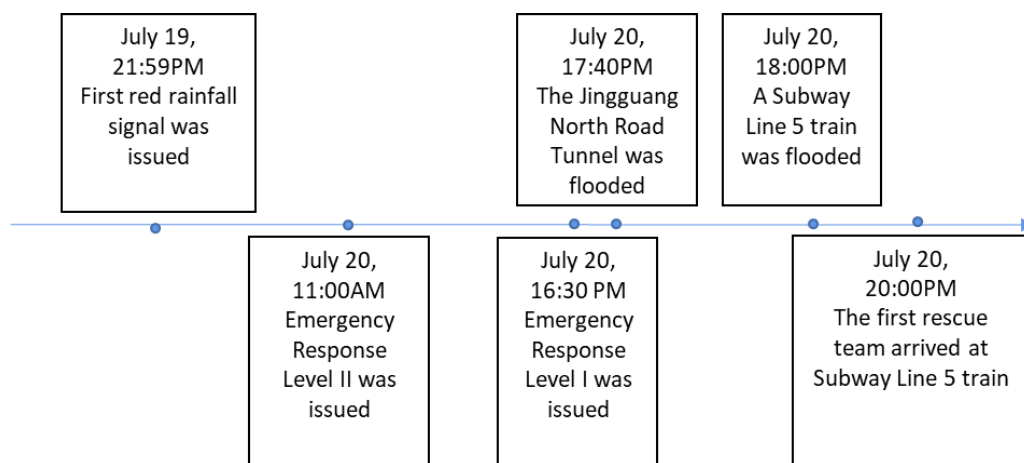 July 19,
21:59PM
First red rainfall
signal was
issued
July 20,
11:00AM
Emergency
Response
Level II was
issued
July 20,
16:30 PM
Emergency
Response
Level I was
issued
July 20,
17:40PM
The Jingguang
North Road
Tunnel was
flooded
July 20,
18:00PM
A Subway
Line 5 train
was flooded
July 20,
20:00PM
The first rescue
team arrived at
Subway Line 5 train